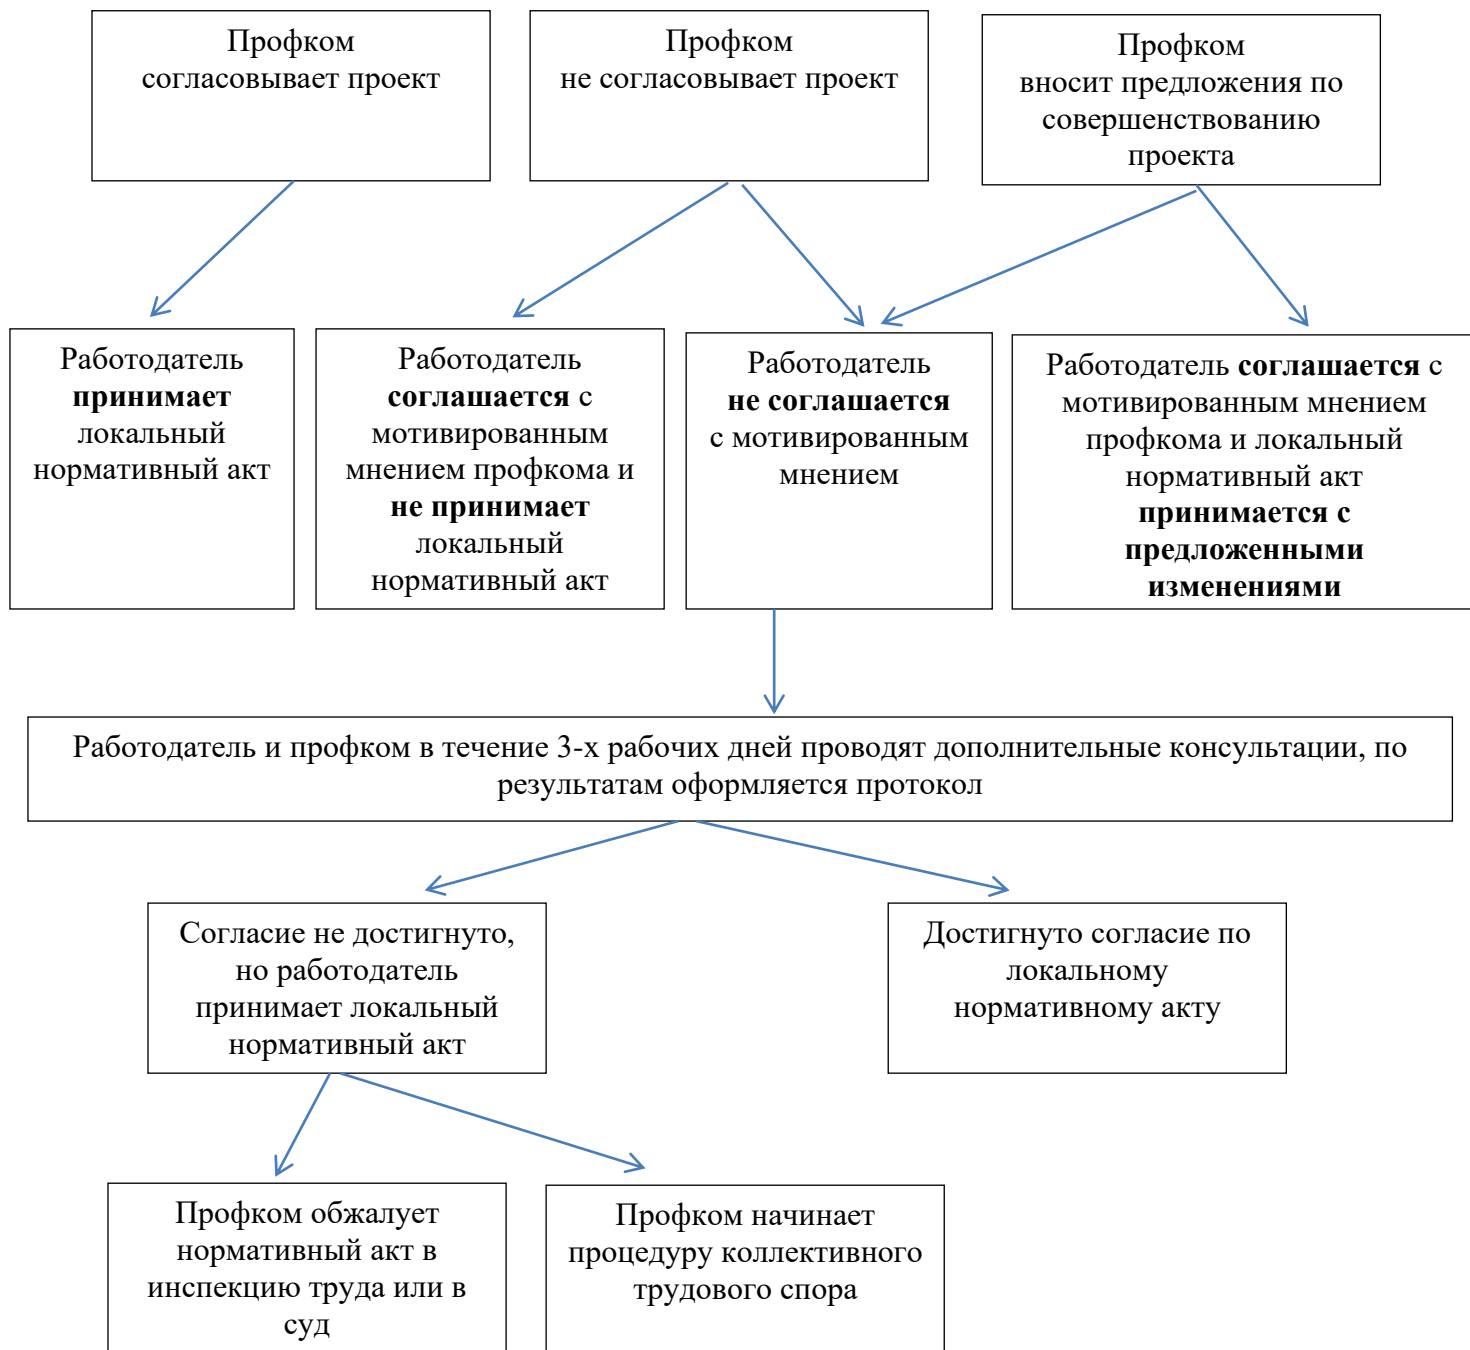 Профком
согласовывает проект
Профком
не согласовывает проект
Профком
вносит предложения по
совершенствованию
проекта
Работодатель
принимает
локальный
нормативный акт
Работодатель
соглашается с
мотивированным
мнением профкома и
не принимает
локальный
нормативный акт
Работодатель
не соглашается
с мотивированным
мнением
Работодатель соглашается с
мотивированным мнением
профкома и локальный
нормативный акт
принимается с
предложенными
изменениями
Работодатель и профком в течение 3-х рабочих дней проводят дополнительные консультации, по
результатам оформляется протокол
Согласие не достигнуто,
но работодатель
принимает локальный
нормативный акт
Достигнуто согласие по
локальному
нормативному акту
Профком обжалует
нормативный акт в
инспекцию труда или в
суд
Профком начинает
процедуру коллективного
трудового спора